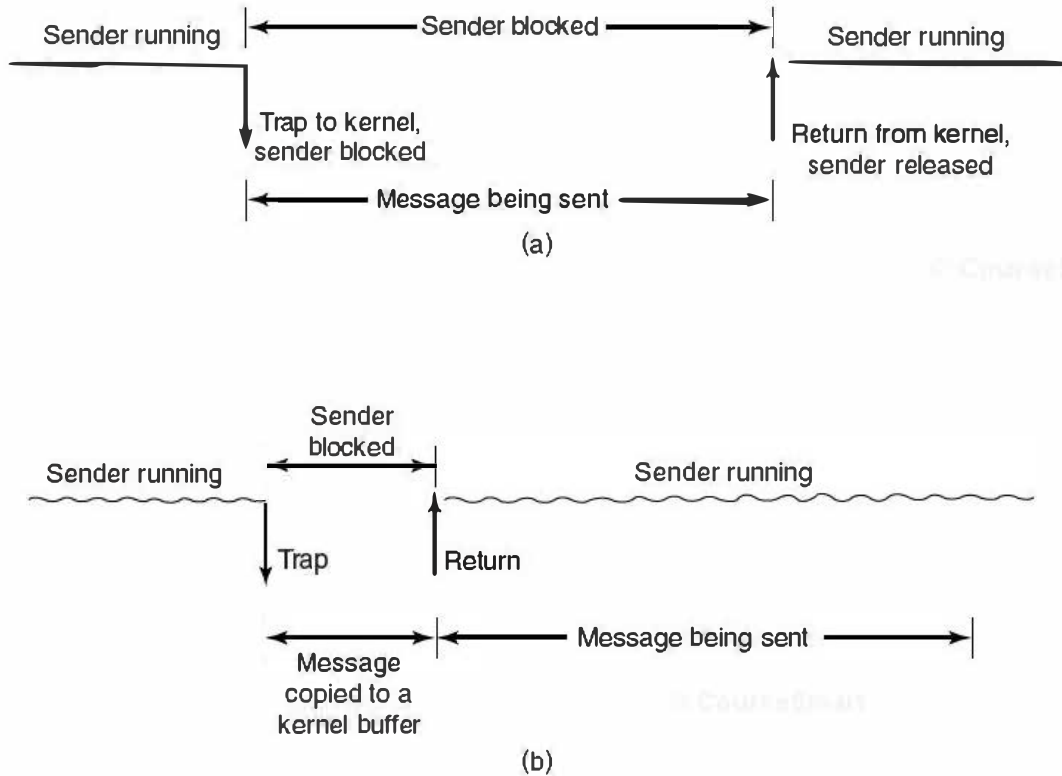 Sender running
Sender blocked
Sender running
Trap to kernel,
sender blocked
Return from kernel,
sender released
Message being sent
(a)
Sender
blocked
Sender running
Sender running
Trap
Return
Message being sent
Message
copied to a
kernel buffer
(b)